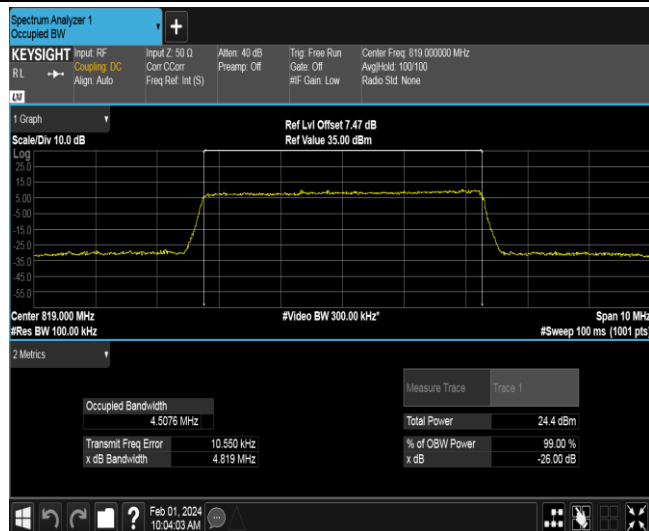 Spectrum Analyzer 1
Occupied BW
KEYSIGHT
RL
Input: RF
Coupling: DC
Align: Auto
Input Z: 50 Ω
Corr CCorr
Freq Ref: Int (S)
Atten: 40 dB
Preamp: Off
Trig: Free Run
Gate: Off
#IF Gain: Low
Center Freq: 819.000000 MHz
Avg|Hold: 100/100
Radio Std: None
1 Graph
Scale/Div 10.0 dB
Ref Lvl Offset 7.47 dB
Ref Value 35.00 dBm
Log
25.0
15.0
5.00
-5.00
-15.0
-25.0
-35.0
-45.0
-55.0
Center 819.000 MHz
#Res BW 100.00 kHz
#Video BW 300.00 kHz*
Span 10 MHz
#Sweep 100 ms (1001 pts)
2 Metrics
Measure Trace Trace 1
Occupied Bandwidth
4.5076 MHz
Total Power 24.4 dBm
Transmit Freq Error 10.550 kHz
% of OBW Power 99.00 %
x dB Bandwidth 4.819 MHz
x dB -26.00 dB
Feb 01, 2024
10:04:03 AM